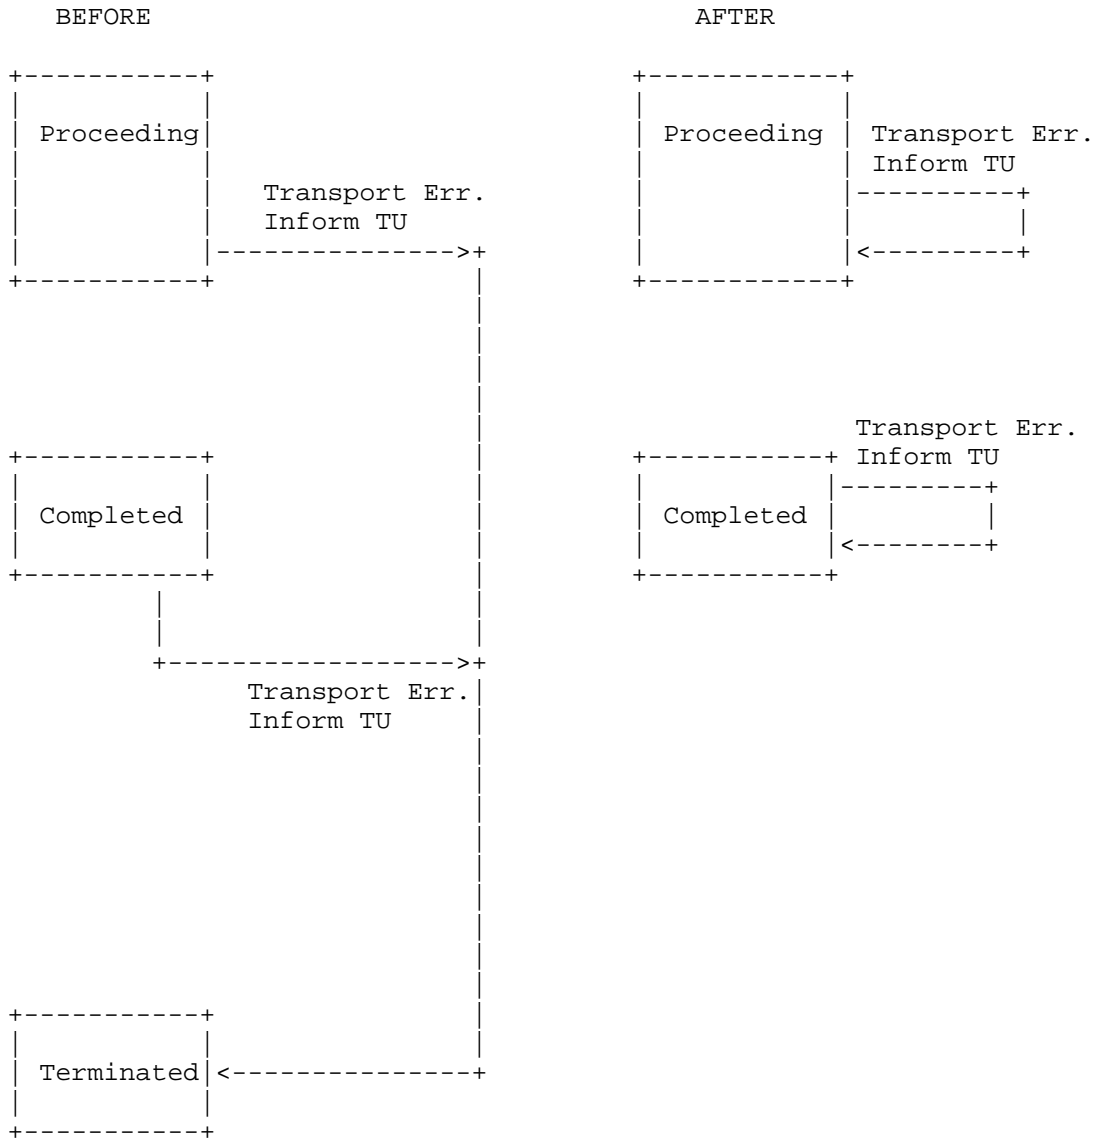 BEFORE AFTER
Proceeding Proceeding Transport Err.
Inform TU
Transport Err.
Inform TU
Transport Err.
Inform TU
Completed Completed
Transport Err.
Inform TU
Terminated